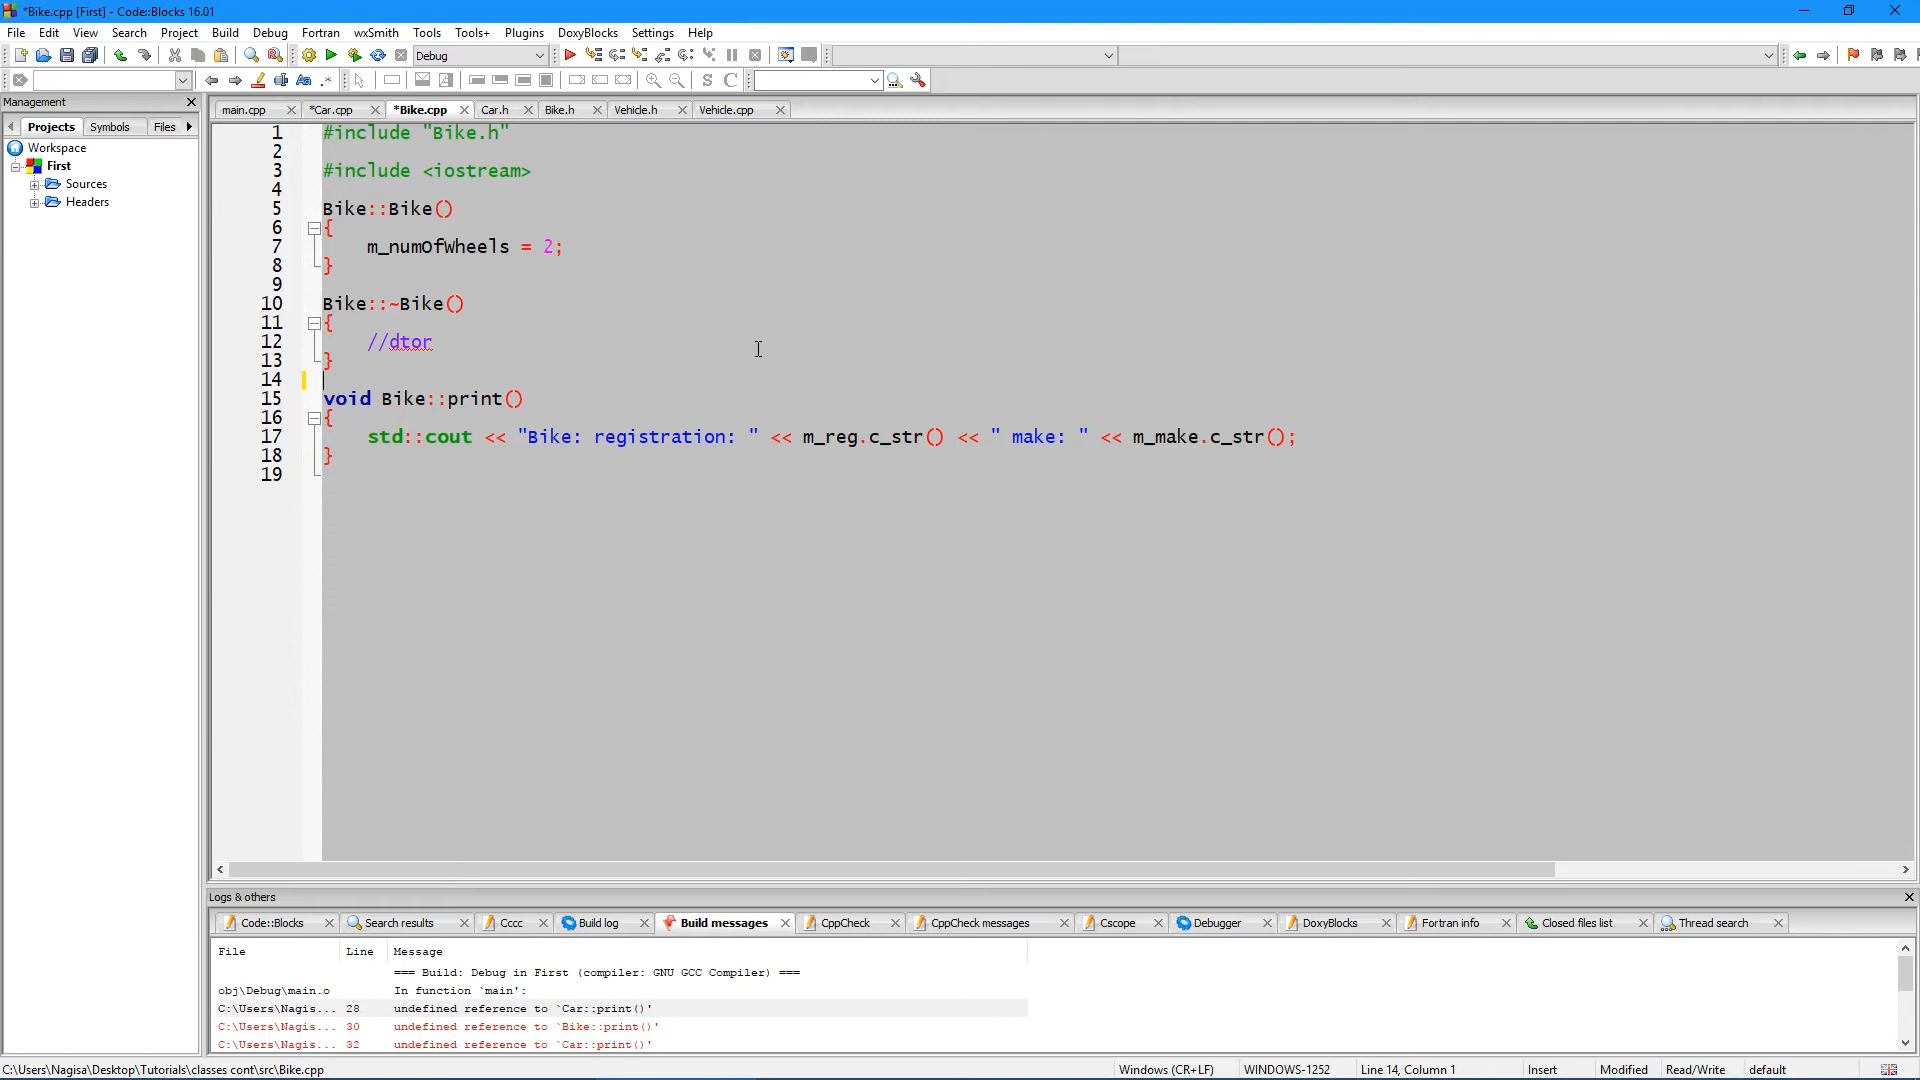 *Bike.cpp [First] - Code::Blocks 16.01
File Edit View Search Project Build Debug Fortran wxSmith Tools Tools+ Plugins DoxyBlocks Settings Help
Debug
Aa .* S C
Management
Projects Symbols Files
Workspace
First
Sources
Headers
main.cpp *Car.cpp *Bike.cpp Car.h Bike.h Vehicle.h Vehicle.cpp
1 #include "Bike.h"
2
3 #include <iostream>
4
5 Bike::Bike()
6 {
7 m_numOfWheels = 2;
8 }
9
10 Bike::~Bike()
11 {
12 //dtor
13 }
14
15 void Bike::print()
16 {
17 std::cout << "Bike: registration: " << m_reg.c_str() << " make: " << m_make.c_str();
18 }
19
Logs & others
Code::Blocks Search results Cccc Build log Build messages CppCheck CppCheck messages Cscope Debugger DoxyBlocks Fortran info Closed files list Thread search
File Line Message
=== Build: Debug in First (compiler: GNU GCC Compiler) ===
obj\Debug\main.o In function `main':
C:\Users\Nagis... 28 undefined reference to `Car::print()'
C:\Users\Nagis... 30 undefined reference to `Bike::print()'
C:\Users\Nagis... 32 undefined reference to `Car::print()'
C:\Users\Nagisa\Desktop\Tutorials\classes cont\src\Bike.cpp Windows (CR+LF) WINDOWS-1252 Line 14, Column 1 Insert Modified Read/Write default